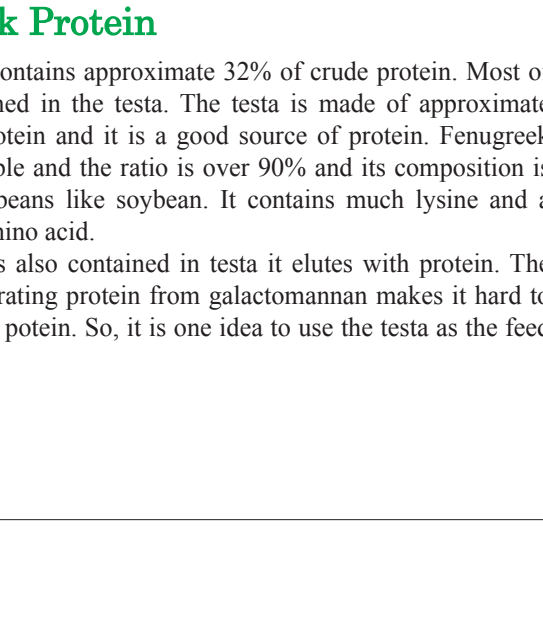 k Protein
ontains approximate 32% of crude protein. Most of
ned in the testa. The testa is made of approximate
otein and it is a good source of protein. Fenugreek
ble and the ratio is over 90% and its composition is
beans like soybean. It contains much lysine and a
mino acid.
s also contained in testa it elutes with protein. The
rating protein from galactomannan makes it hard to
potein. So, it is one idea to use the testa as the feed